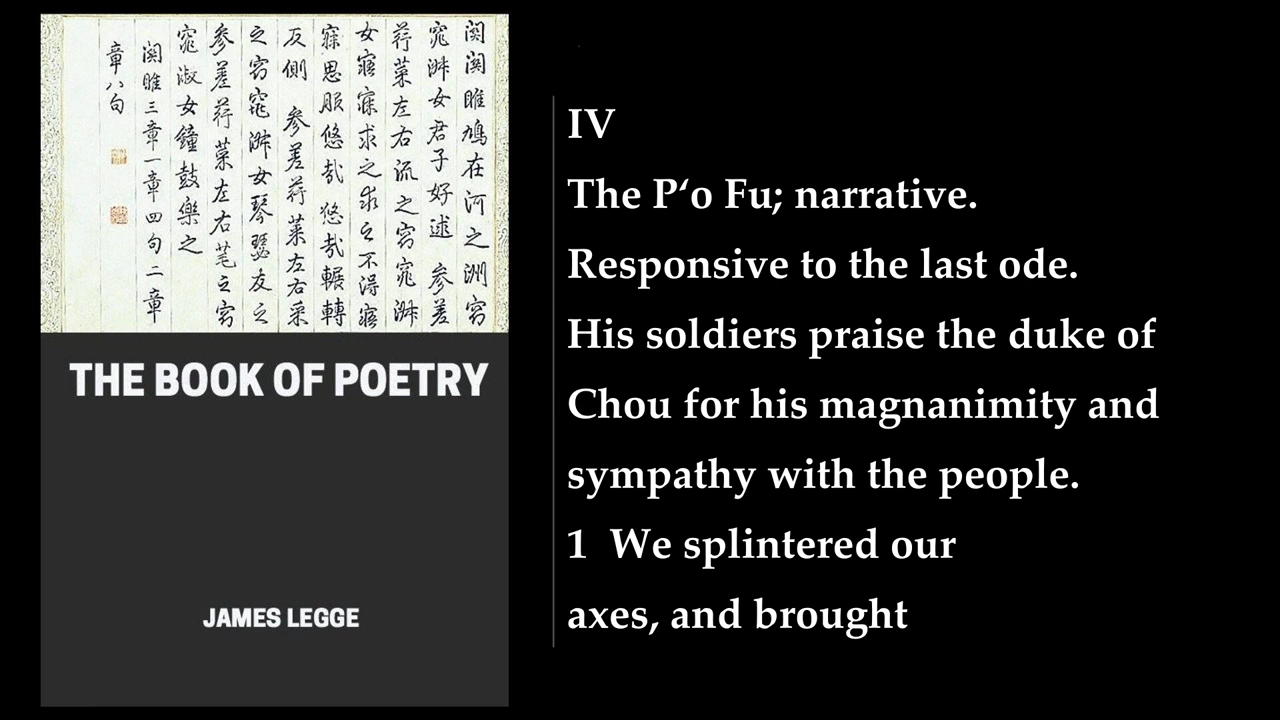 関関雎鳩在河之洲窈
窕淑女君子好逑 參差
荇菜左右流之窈窕淑
女寤寐求之求之不得寤
寐思服悠哉悠哉輾轉
反側 參差荇菜左右采
之窈窕淑女琴瑟友之
參差荇菜左右芼之窈
窕淑女鐘鼓樂之
関雎三章一章四句二章
章八句
THE BOOK OF POETRY
JAMES LEGGE
IV
The P‘o Fu; narrative.
Responsive to the last ode.
His soldiers praise the duke of
Chou for his magnanimity and
sympathy with the people.
1  We splintered our
axes, and brought